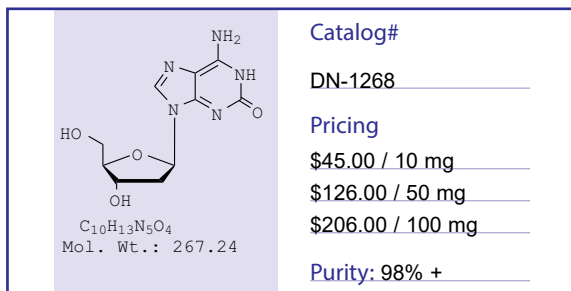 NH₂
N
NH
N
N
O
HO
O
OH
C₁₀H₁₃N₅O₄
Mol. Wt.: 267.24
Catalog#
DN-1268
Pricing
$45.00 / 10 mg
$126.00 / 50 mg
$206.00 / 100 mg
Purity: 98% +